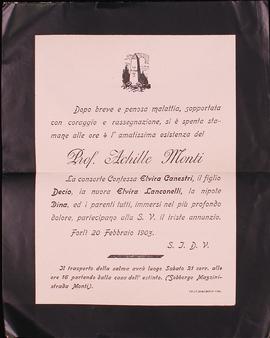 Dopo breve e penosa malattia, sopportata
con coraggio e rassegnazione, si è spenta sta-
mane alle ore 4 l'amatissima esistenza del
Prof. Achille Monti
La consorte Contessa Elvira Canestri, il figlio
Decio, la nuora Elvira Lanconelli, la nipote
Dina, ed i parenti tutti, immersi nel più profondo
dolore, partecipano alla S. V. il triste annunzio.
Forlì 20 Febbraio 1903.
S. I. D. V.
Il trasporto della salma avrà luogo Sabato 21 corr. alle
ore 16 partendo dalla casa dell'estinto. (Sobborgo Mazzini-
strada Monti).